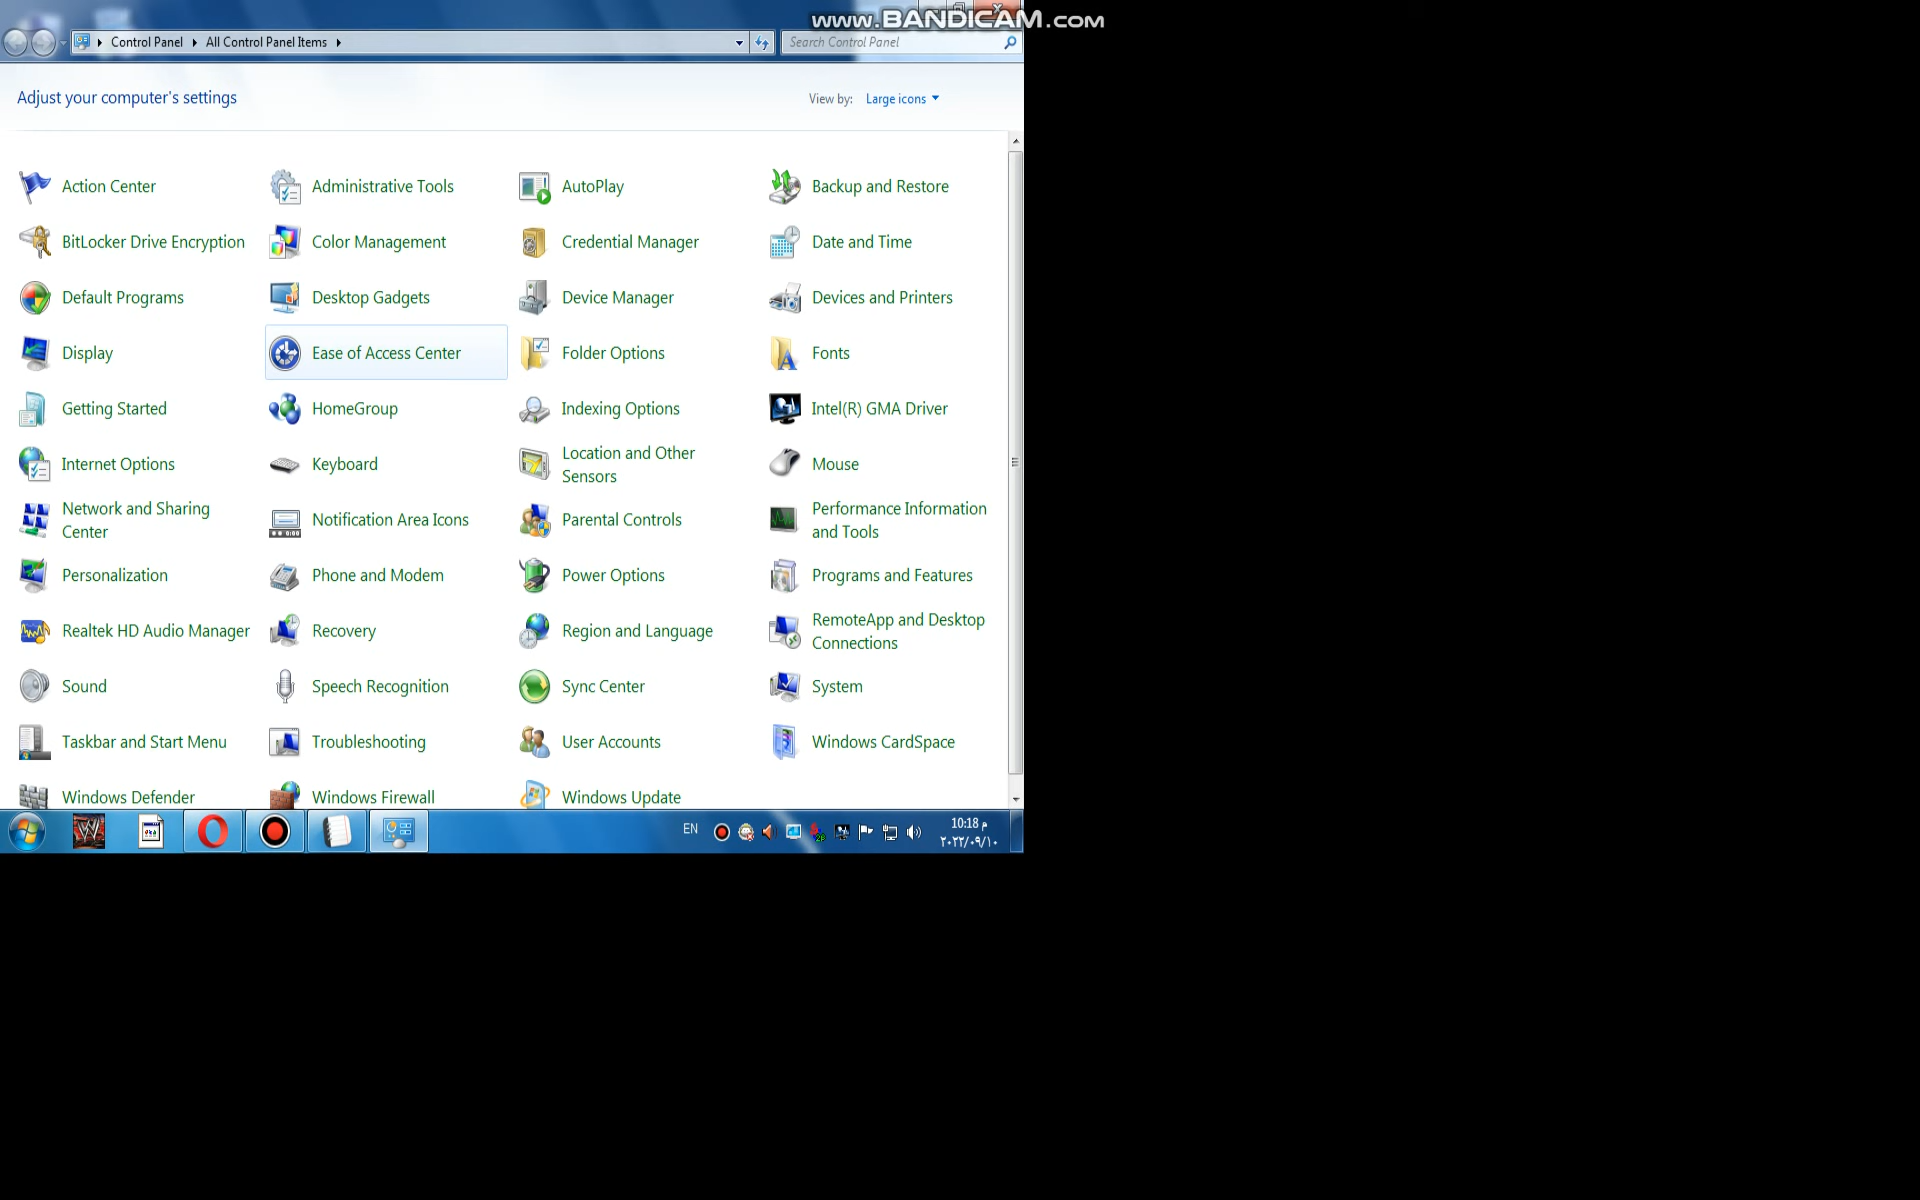 www.BANDICAM.com
Control Panel
All Control Panel Items
Search Control Panel
Adjust your computer's settings
View by:
Large icons
Action Center
Administrative Tools
AutoPlay
Backup and Restore
BitLocker Drive Encryption
Color Management
Credential Manager
Date and Time
Default Programs
Desktop Gadgets
Device Manager
Devices and Printers
Display
Ease of Access Center
Folder Options
Fonts
Getting Started
HomeGroup
Indexing Options
Intel(R) GMA Driver
Internet Options
Keyboard
Location and Other
Sensors
Mouse
Network and Sharing
Center
Notification Area Icons
Parental Controls
Performance Information
and Tools
Personalization
Phone and Modem
Power Options
Programs and Features
Realtek HD Audio Manager
Recovery
Region and Language
RemoteApp and Desktop
Connections
Sound
Speech Recognition
Sync Center
System
Taskbar and Start Menu
Troubleshooting
User Accounts
Windows CardSpace
Windows Defender
Windows Firewall
Windows Update
EN
10:18 م
٢٠٢٢/٠٩/١٠